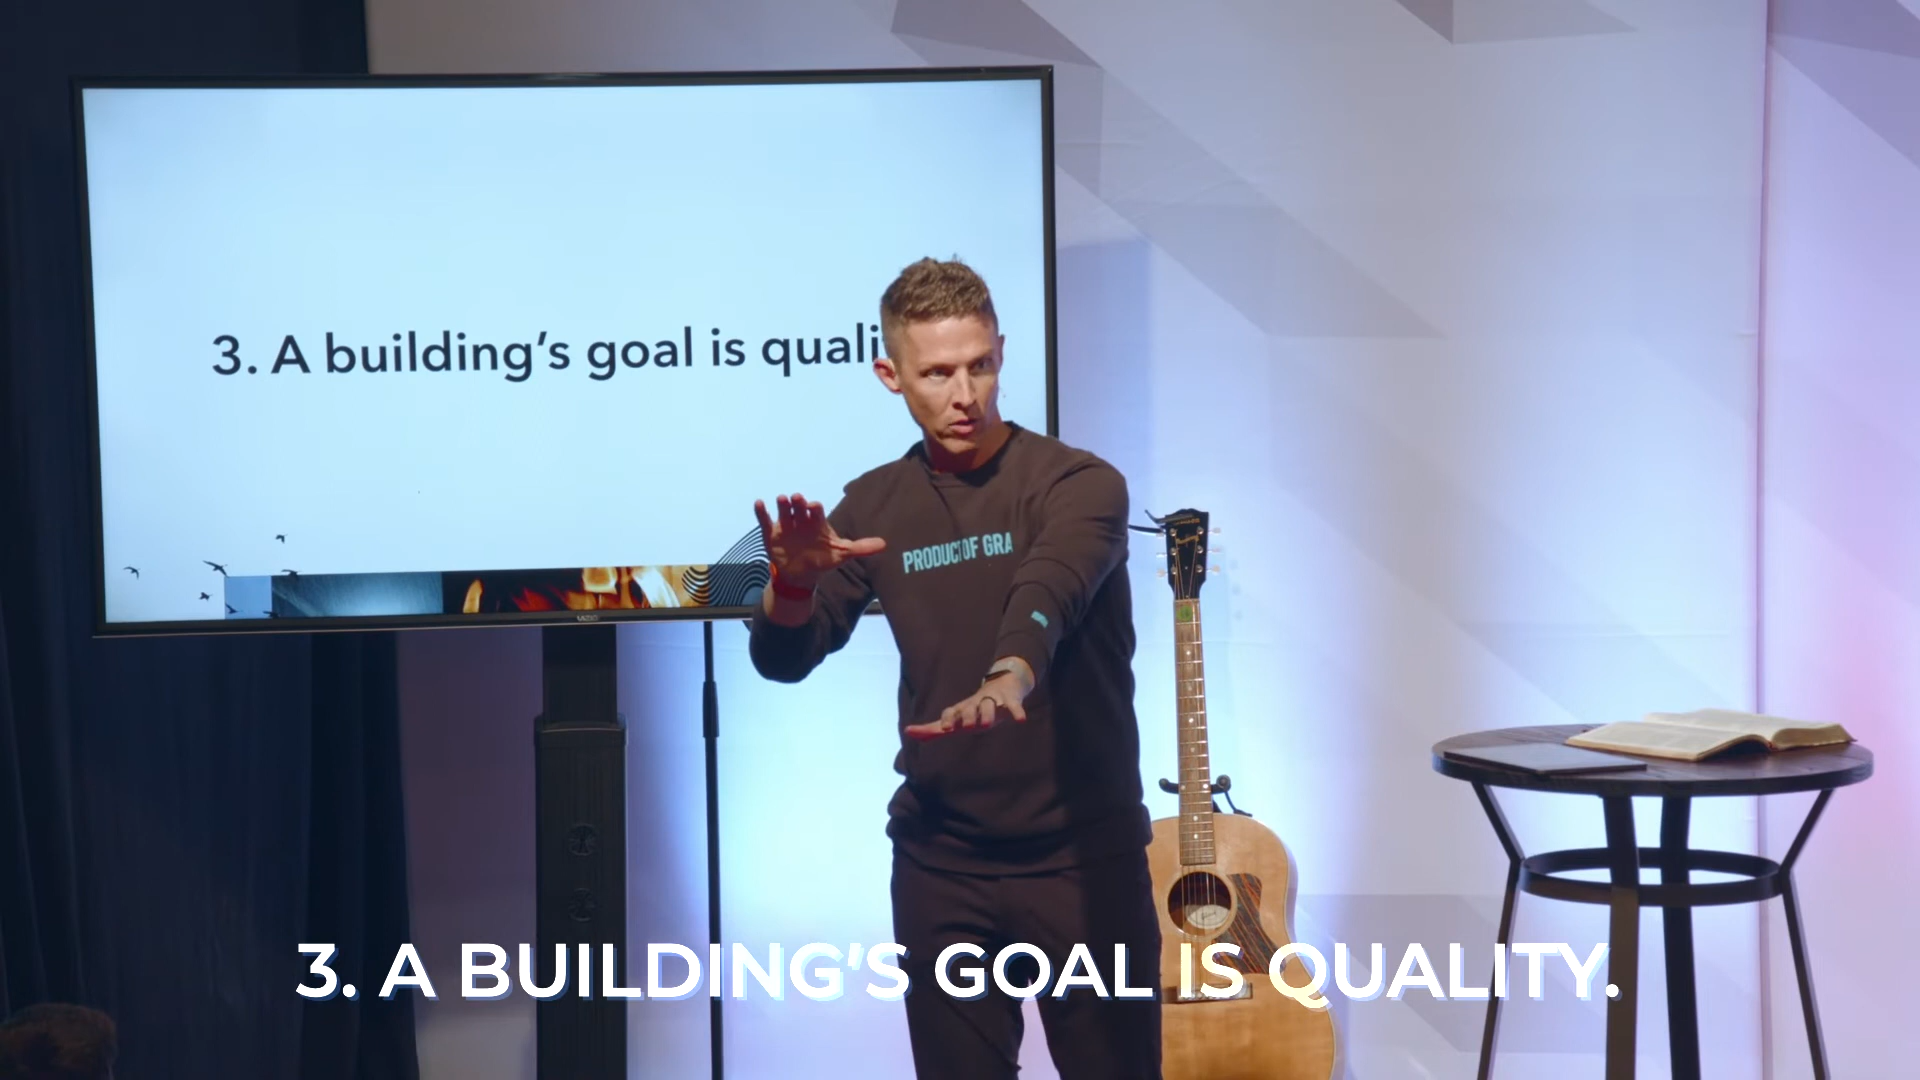 3. A building's goal is quali
PRODUCT OF GRA
3. A BUILDING'S GOAL IS QUALITY.